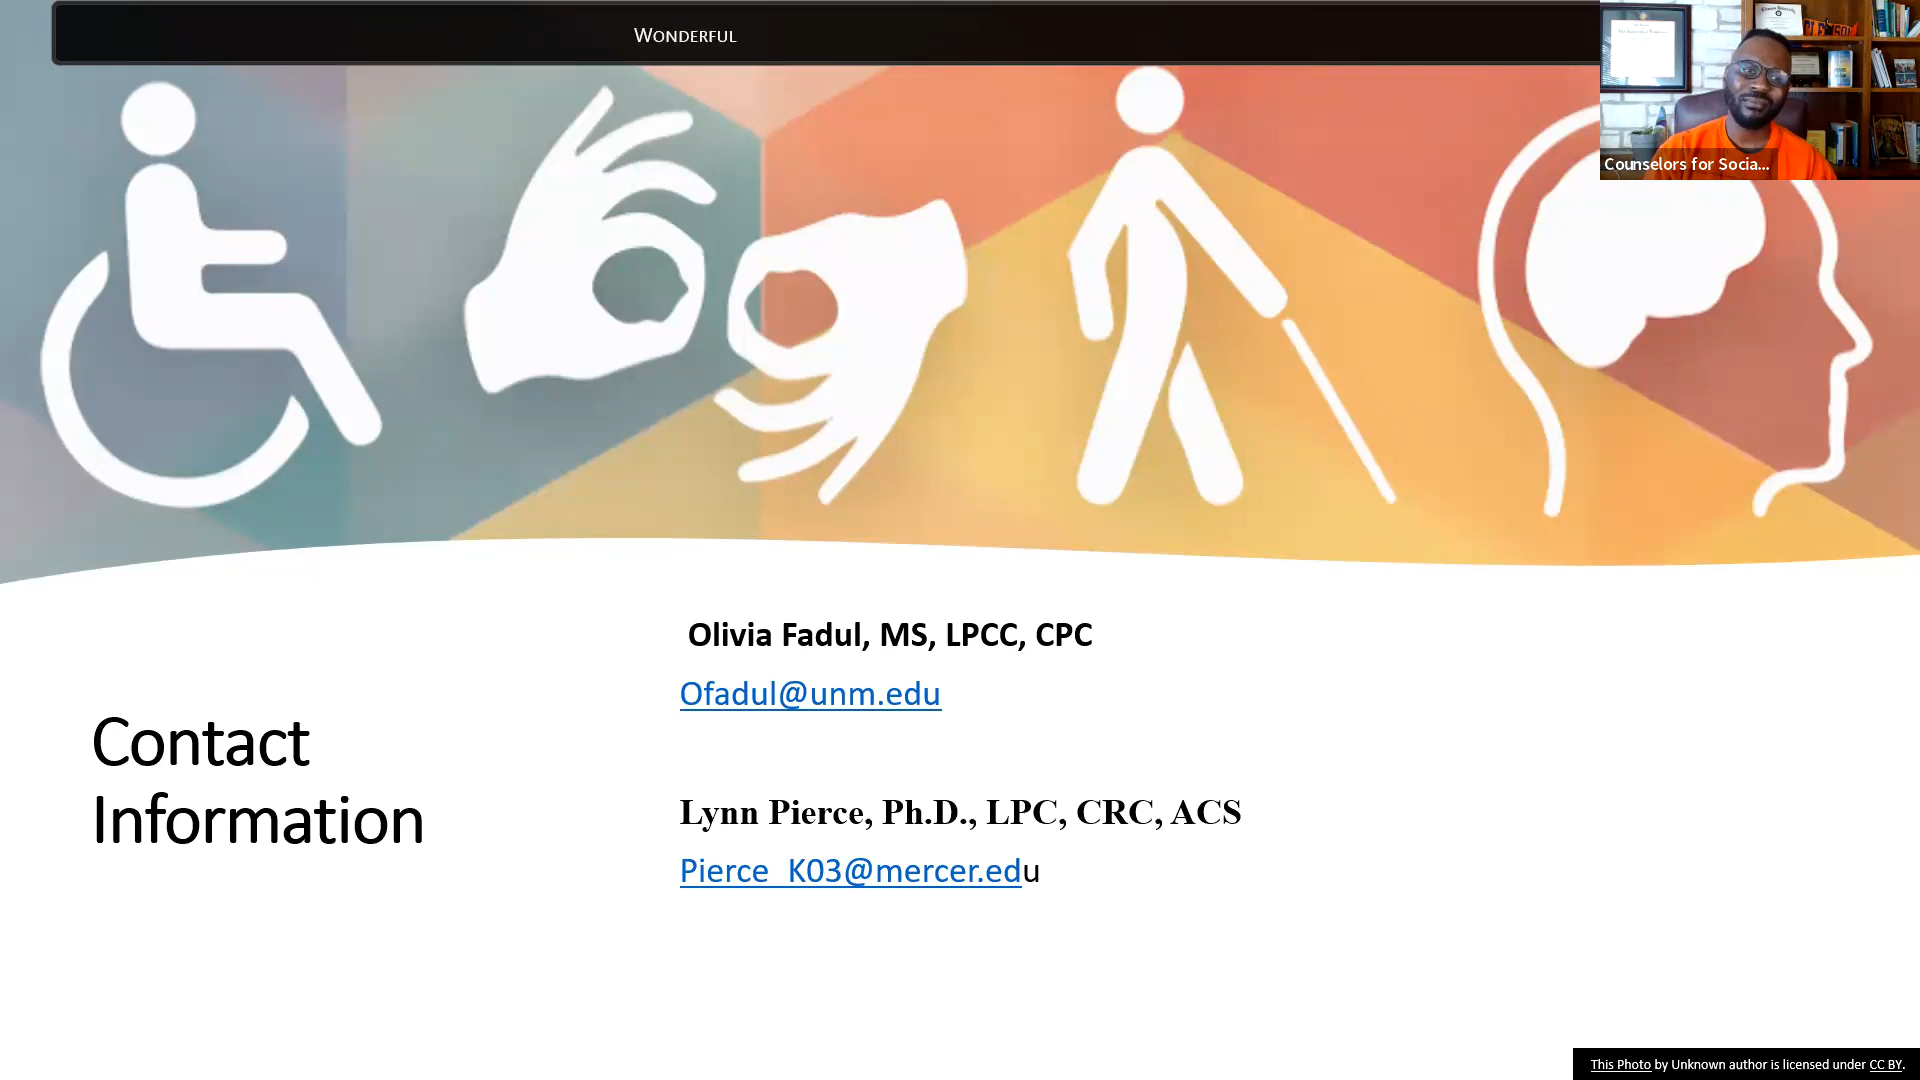 Wonderful
Counselors for Socia...
Olivia Fadul, MS, LPCC, CPC
Ofadul@unm.edu
Contact
Information
Lynn Pierce, Ph.D., LPC, CRC, ACS
Pierce_K03@mercer.edu
This Photo by Unknown author is licensed under CC BY.